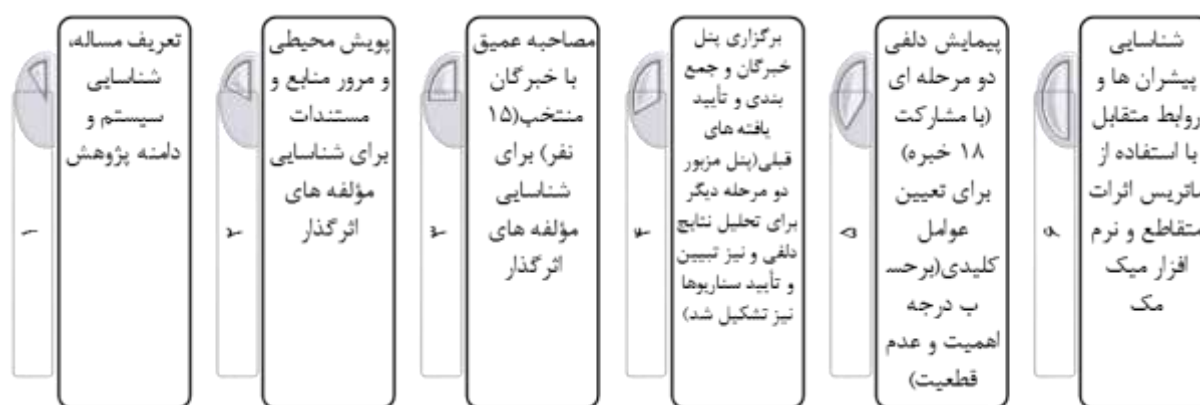 ۱
تعریف مساله،
شناسایی
سیستم و
دامنه پژوهش
۲
پویش محیطی
و مرور منابع و
مستندات
برای شناسایی
مؤلفه های
اثرگذار
۳
مصاحبه عمیق
با خبرگان
منتخب(۱۵
نفر) برای
شناسایی
مؤلفه های
اثرگذار
۴
برگزاری پنل
خبرگان و جمع
بندی و تأیید
یافته های
قبلی(پنل مزبور
دو مرحله دیگر
برای تحلیل نتایج
دلفی و نیز تبیین
و تأیید سناریوها
نیز تشکیل شد)
۵
پیمایش دلفی
دو مرحله ای
(با مشارکت
۱۸ خبره)
برای تعیین
عوامل
کلیدی(برحس
ب درجه
اهمیت و عدم
قطعیت)
۶
شناسایی
پیشران ها و
روابط متقابل
با استفاده از
ماتریس اثرات
متقاطع و نرم
افزار میک
مک